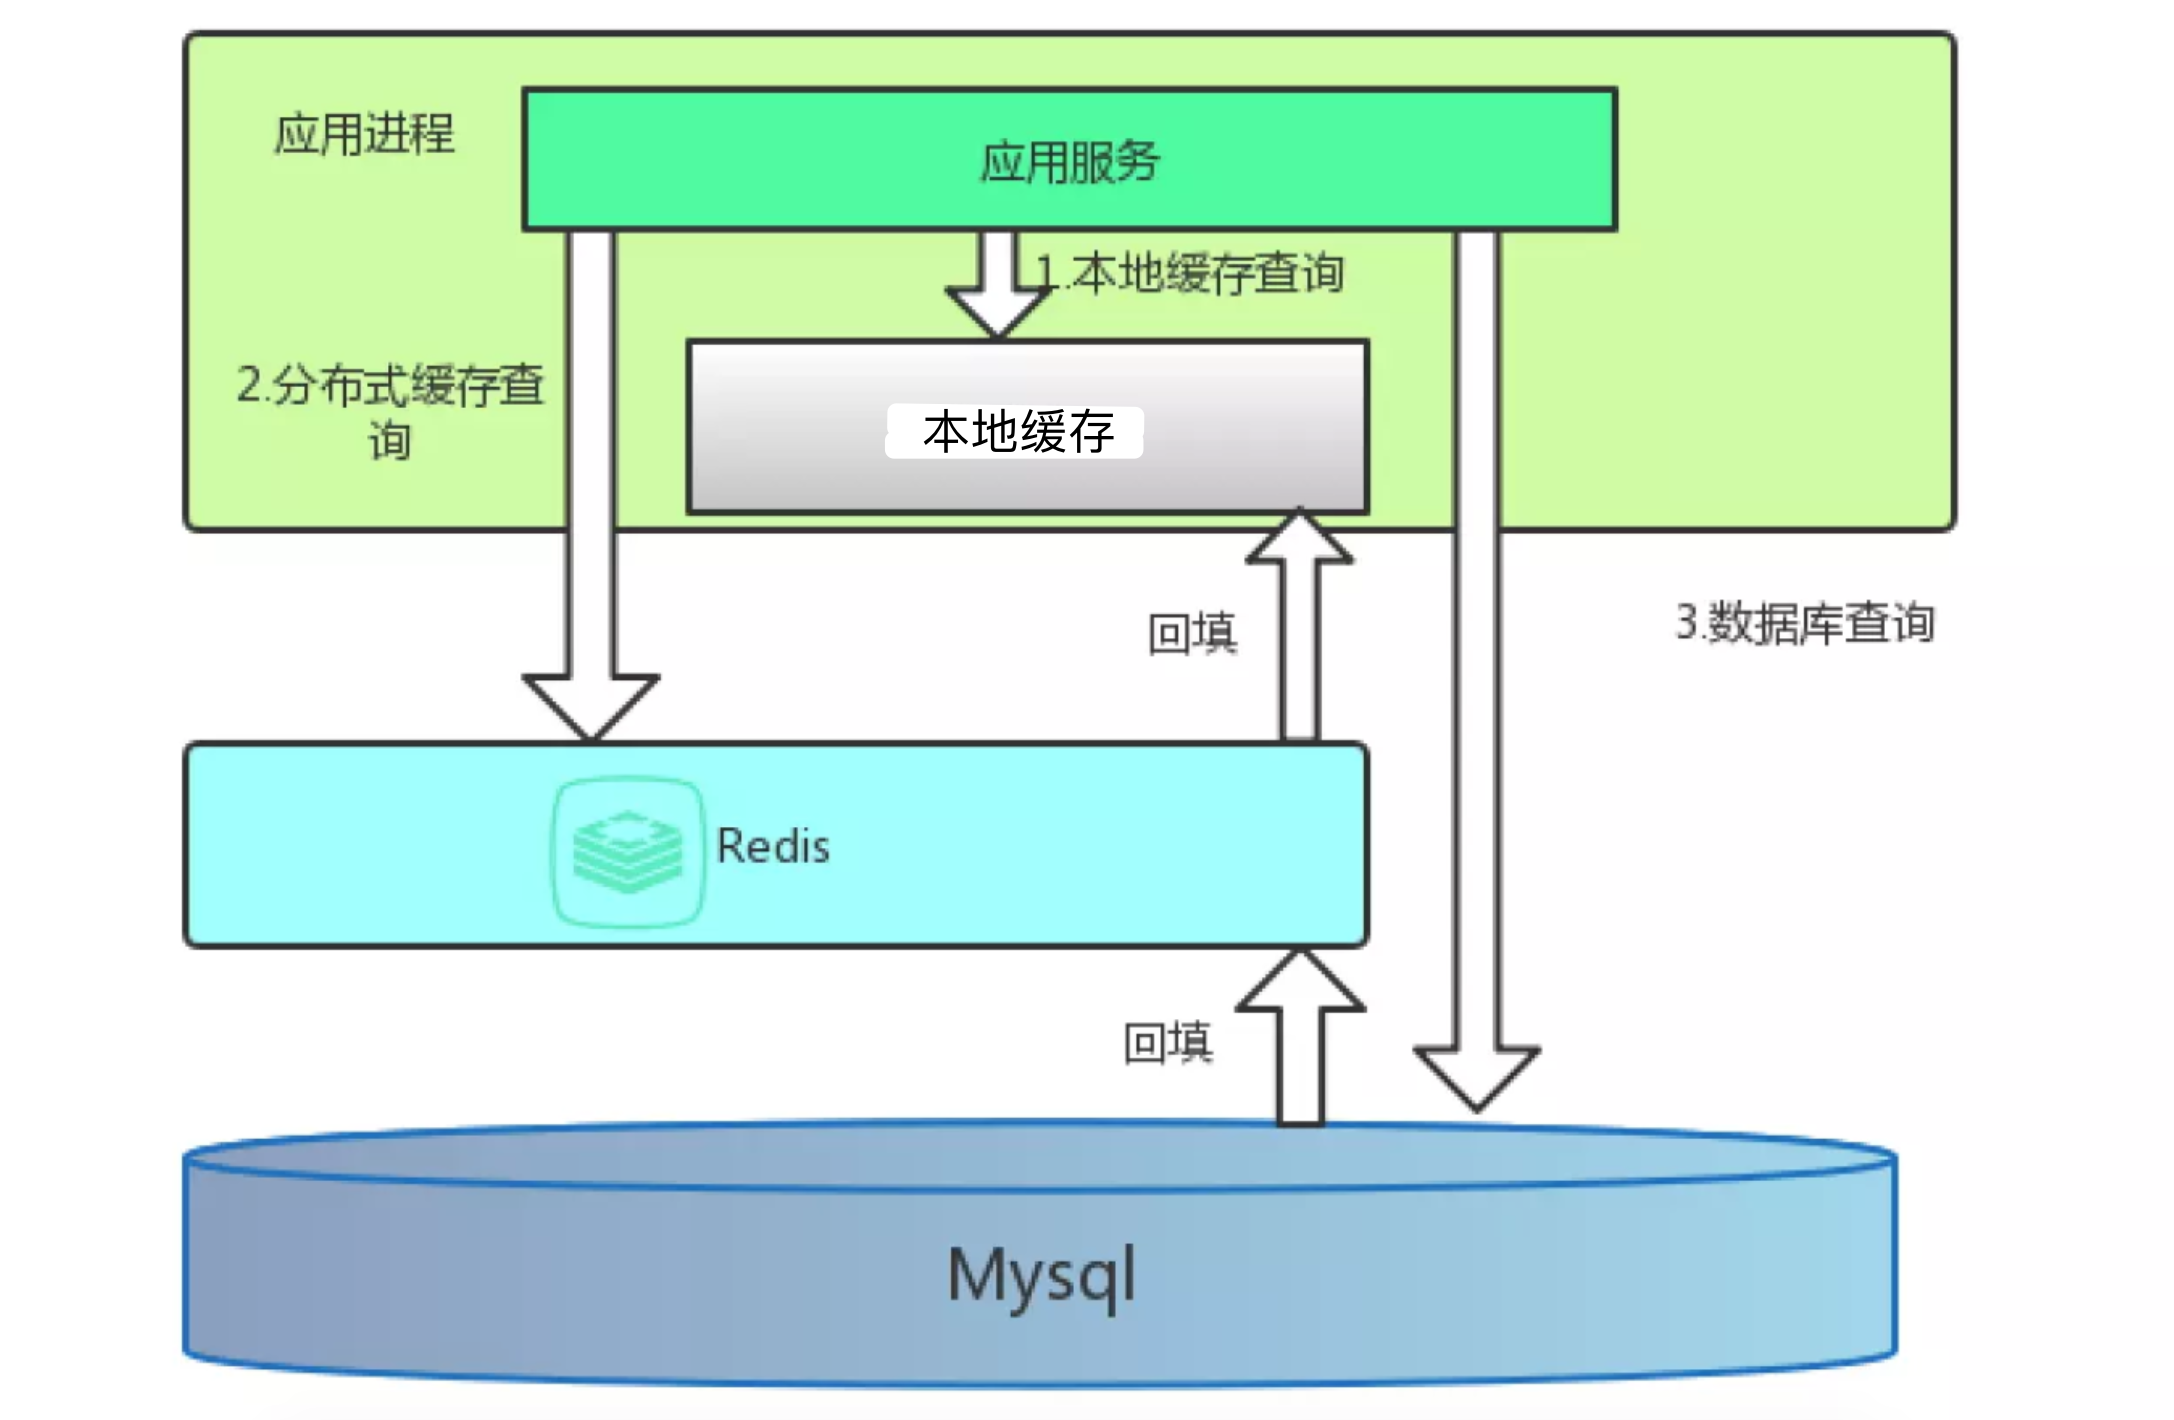 应用进程
应用服务
1.本地缓存查询
2.分布式缓存查
询
本地缓存
回填
3.数据库查询
Redis
回填
Mysql